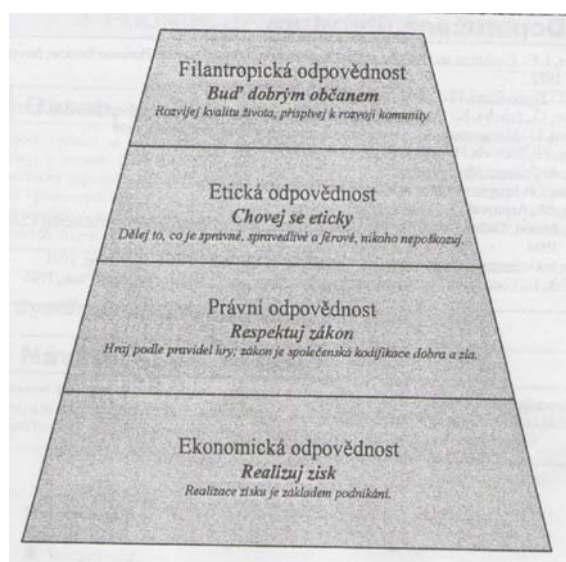 Filantropická odpovědnost
Buď dobrým občanem
Rozvíjej kvalitu života, přispívej k rozvoji komunity
Etická odpovědnost
Chovej se eticky
Dělej to, co je správné, spravedlivé a férové, nikoho nepoškozuj.
Právní odpovědnost
Respektuj zákon
Hraj podle pravidel hry; zákon je společenská kodifikace dobra a zla.
Ekonomická odpovědnost
Realizuj zisk
Realizace zisku je základem podnikání.